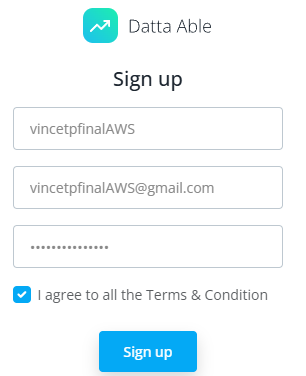 Datta Able
Sign up
vincetpfinalAWS
vincetpfinalAWS@gmail.com
•••••••••••••••
I agree to all the Terms & Condition
Sign up